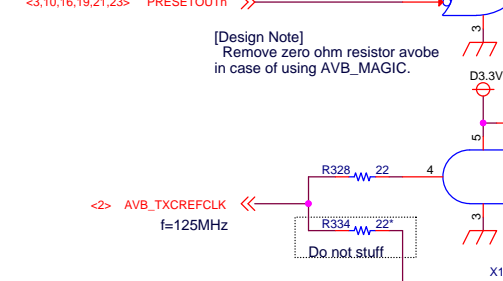 <3,10,16,19,21,23> PRESETOUTn
3
[Design Note]
Remove zero ohm resistor avobe
in case of using AVB_MAGIC.
D3.3V
5
R328 22 4
<2> AVB_TXCREFCLK
f=125MHz
R334 22*
3
Do not stuff
X1